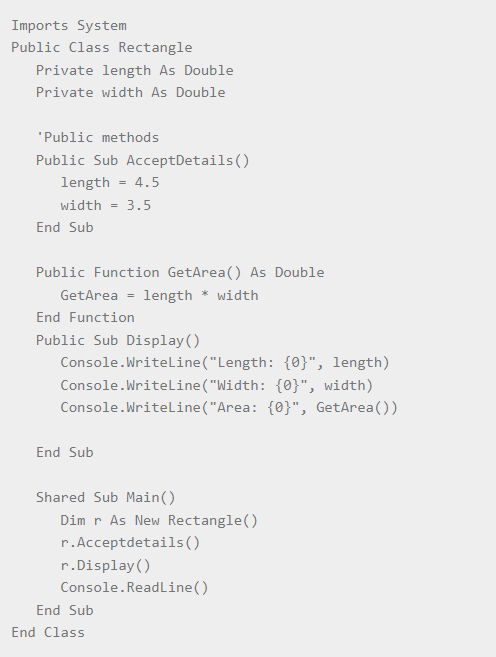 Imports System
Public Class Rectangle
   Private length As Double
   Private width As Double

   'Public methods
   Public Sub AcceptDetails()
      length = 4.5
      width = 3.5
   End Sub

   Public Function GetArea() As Double
      GetArea = length * width
   End Function
   Public Sub Display()
      Console.WriteLine("Length: {0}", length)
      Console.WriteLine("Width: {0}", width)
      Console.WriteLine("Area: {0}", GetArea())

   End Sub

   Shared Sub Main()
      Dim r As New Rectangle()
      r.Acceptdetails()
      r.Display()
      Console.ReadLine()
   End Sub
End Class